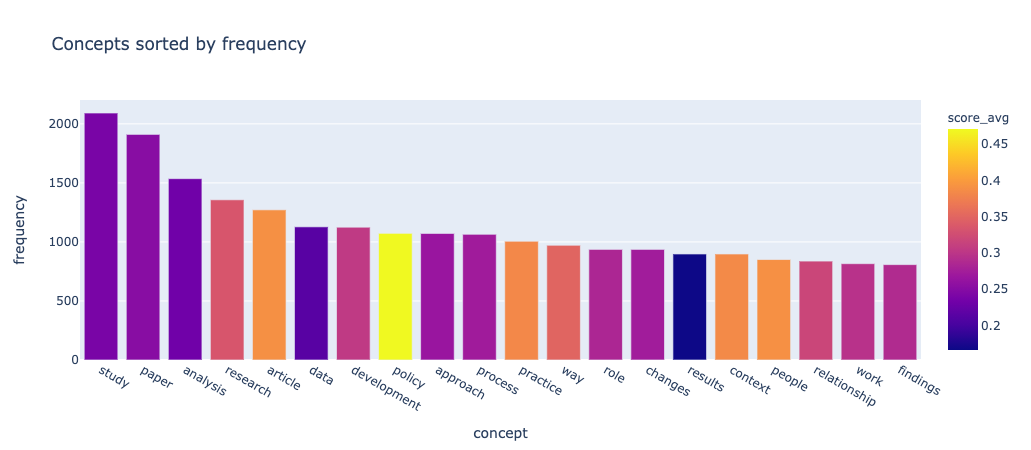 Concepts sorted by frequency
score_avg
2000
1500
1000
500
0
frequency
0.45
0.4
0.35
0.3
0.25
0.2
study
paper
analysis
research
article
data
development
policy
approach
process
practice
way
role
changes
results
context
people
relationship
work
findings
concept